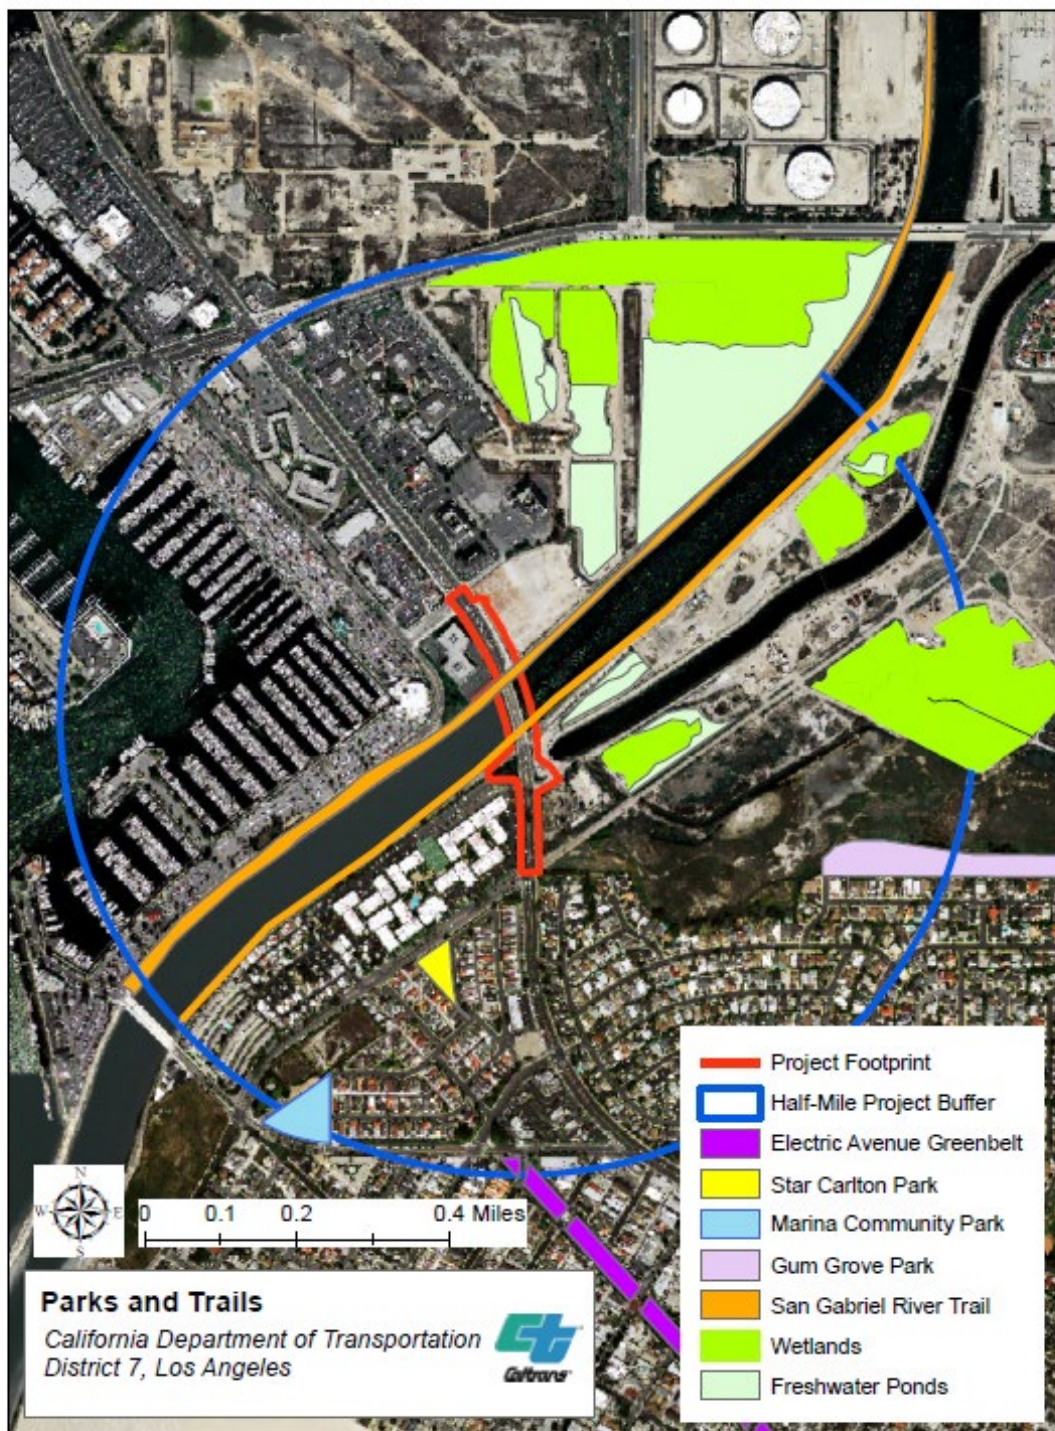 Project Footprint
Half-Mile Project Buffer
Electric Avenue Greenbelt
Star Carlton Park
Marina Community Park
Gum Grove Park
San Gabriel River Trail
Wetlands
Freshwater Ponds
N
W E
S
0 0.1 0.2 0.4 Miles
Parks and Trails
California Department of Transportation
District 7, Los Angeles
ct
Caltrans